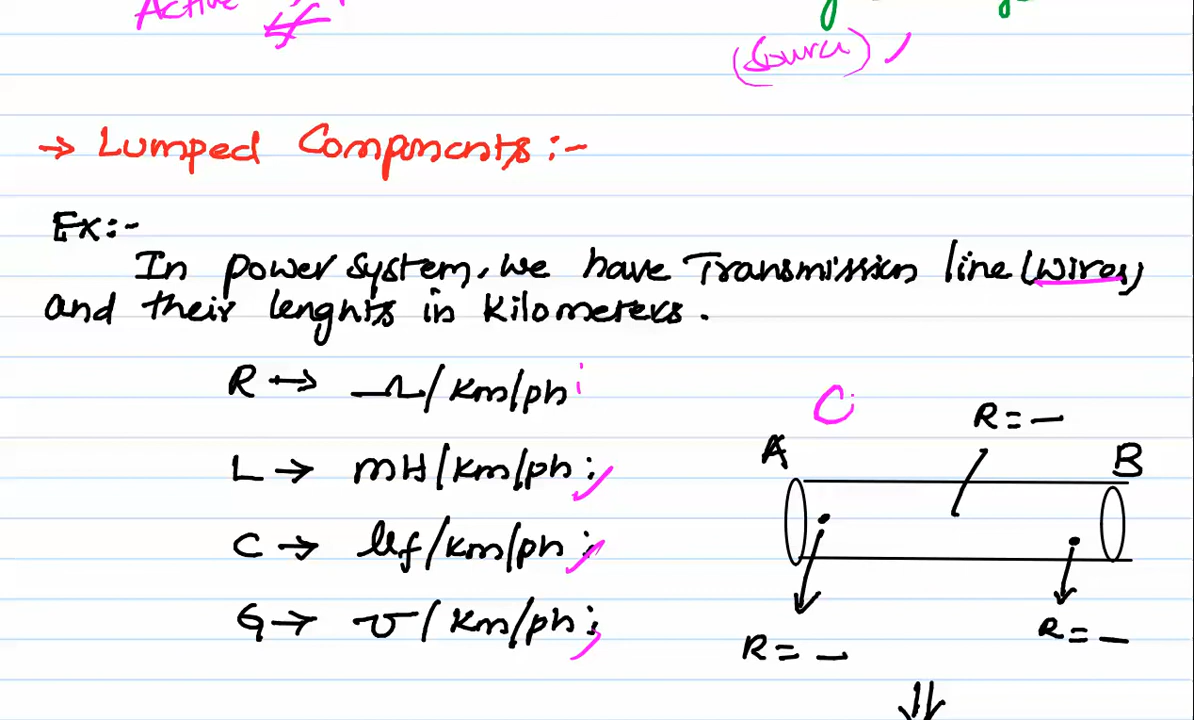 Active
(Source),
→ Lumped Components :-
Ex:-
In power system, we have Transmission line (wires)
and their lenghts in Kilometers.
R → Ω/km/ph;
L → mH/km/ph;
C → μf/km/ph;
G → ℧/km/ph;
C
R = -
A
B
R = -
R = -